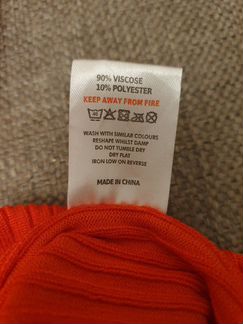 90% VISCOSE
10% POLYESTER
KEEP AWAY FROM FIRE
WASH WITH SIMILAR COLOURS
RESHAPE WHILST DAMP
DO NOT TUMBLE DRY
DRY FLAT
IRON LOW ON REVERSE
MADE IN CHINA